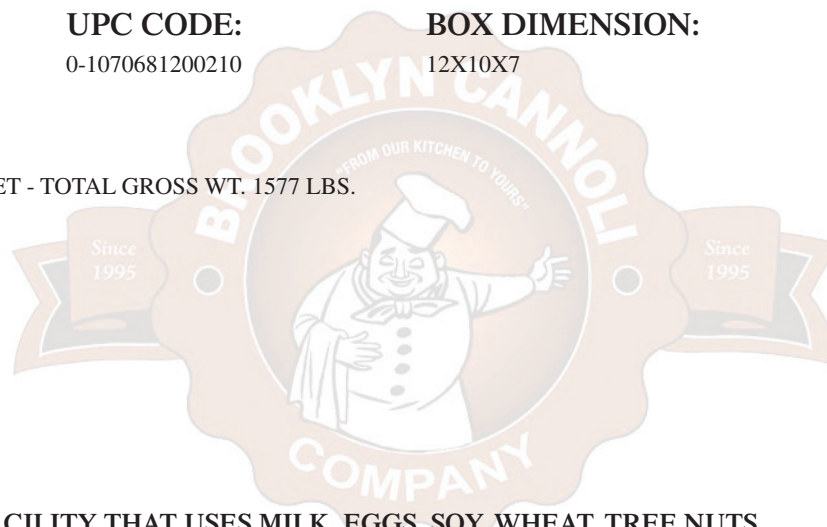 UPC CODE: BOX DIMENSION:
0-1070681200210 12X10X7
BROOKLYN CANNOLI
"FROM OUR KITCHEN TO YOURS"
ET - TOTAL GROSS WT. 1577 LBS.
Since Since
1995 1995
COMPANY
CILITY THAT USES MILK, EGGS, SOY, WHEAT, TREE NUTS